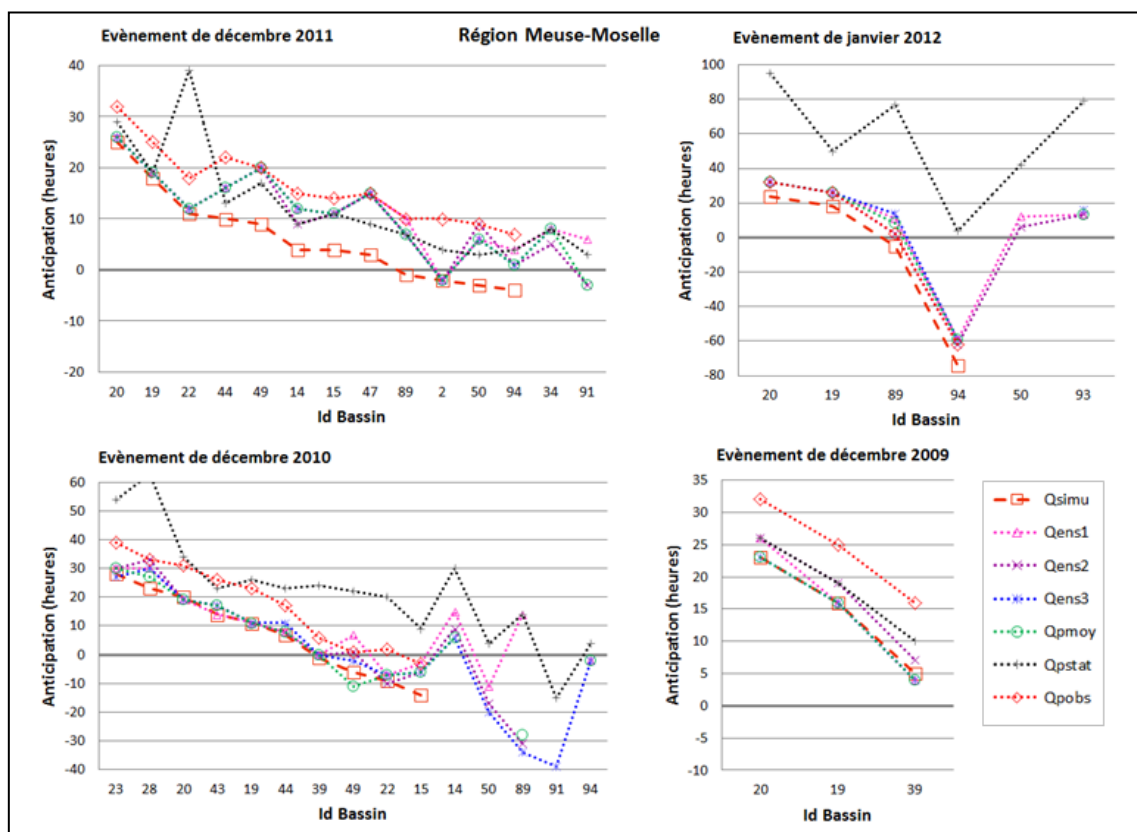 Evènement de décembre 2011
Région Meuse-Moselle
Evènement de janvier 2012
Anticipation (heures)
40
30
20
10
0
-10
-20
20 19 22 44 49 14 15 47 89 2 50 94 34 91
Id Bassin
Anticipation (heures)
100
80
60
40
20
0
-20
-40
-60
-80
20 19 89 94 50 93
Id Bassin
Evènement de décembre 2010
Anticipation (heures)
60
50
40
30
20
10
0
-10
-20
-30
-40
23 28 20 43 19 44 39 49 22 15 14 50 89 91 94
Id Bassin
Evènement de décembre 2009
Anticipation (heures)
35
30
25
20
15
10
5
0
-5
-10
20 19 39
Id Bassin
Qsimu
Qens1
Qens2
Qens3
Qpmoy
Qpstat
Qpobs